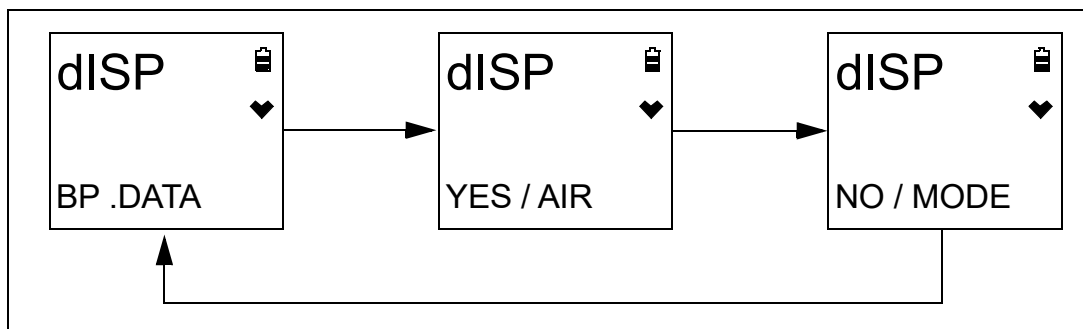 dISP
BP .DATA
dISP
YES / AIR
dISP
NO / MODE